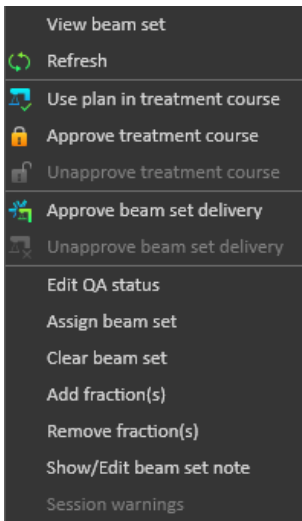 View beam set
Refresh
Use plan in treatment course
Approve treatment course
Unapprove treatment course
Approve beam set delivery
Unapprove beam set delivery
Edit QA status
Assign beam set
Clear beam set
Add fraction(s)
Remove fraction(s)
Show/Edit beam set note
Session warnings